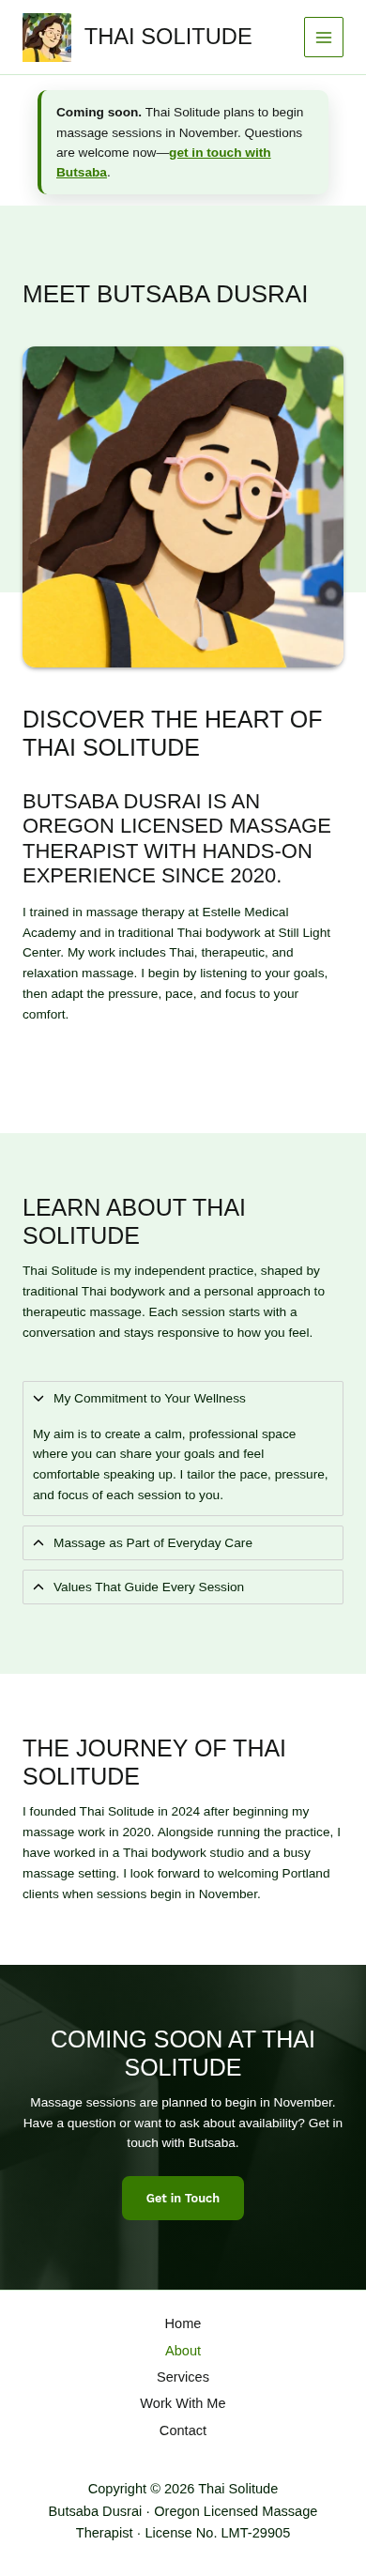 THAI SOLITUDE
Coming soon. Thai Solitude plans to begin
massage sessions in November. Questions
are welcome now—get in touch with
Butsaba.
MEET BUTSABA DUSRAI
DISCOVER THE HEART OF
THAI SOLITUDE
BUTSABA DUSRAI IS AN
OREGON LICENSED MASSAGE
THERAPIST WITH HANDS-ON
EXPERIENCE SINCE 2020.
I trained in massage therapy at Estelle Medical
Academy and in traditional Thai bodywork at Still Light
Center. My work includes Thai, therapeutic, and
relaxation massage. I begin by listening to your goals,
then adapt the pressure, pace, and focus to your
comfort.
LEARN ABOUT THAI
SOLITUDE
Thai Solitude is my independent practice, shaped by
traditional Thai bodywork and a personal approach to
therapeutic massage. Each session starts with a
conversation and stays responsive to how you feel.
My Commitment to Your Wellness
My aim is to create a calm, professional space
where you can share your goals and feel
comfortable speaking up. I tailor the pace, pressure,
and focus of each session to you.
Massage as Part of Everyday Care
Values That Guide Every Session
THE JOURNEY OF THAI
SOLITUDE
I founded Thai Solitude in 2024 after beginning my
massage work in 2020. Alongside running the practice, I
have worked in a Thai bodywork studio and a busy
massage setting. I look forward to welcoming Portland
clients when sessions begin in November.
COMING SOON AT THAI
SOLITUDE
Massage sessions are planned to begin in November.
Have a question or want to ask about availability? Get in
touch with Butsaba.
Get in Touch
Home
About
Services
Work With Me
Contact
Copyright © 2026 Thai Solitude
Butsaba Dusrai · Oregon Licensed Massage
Therapist · License No. LMT-29905